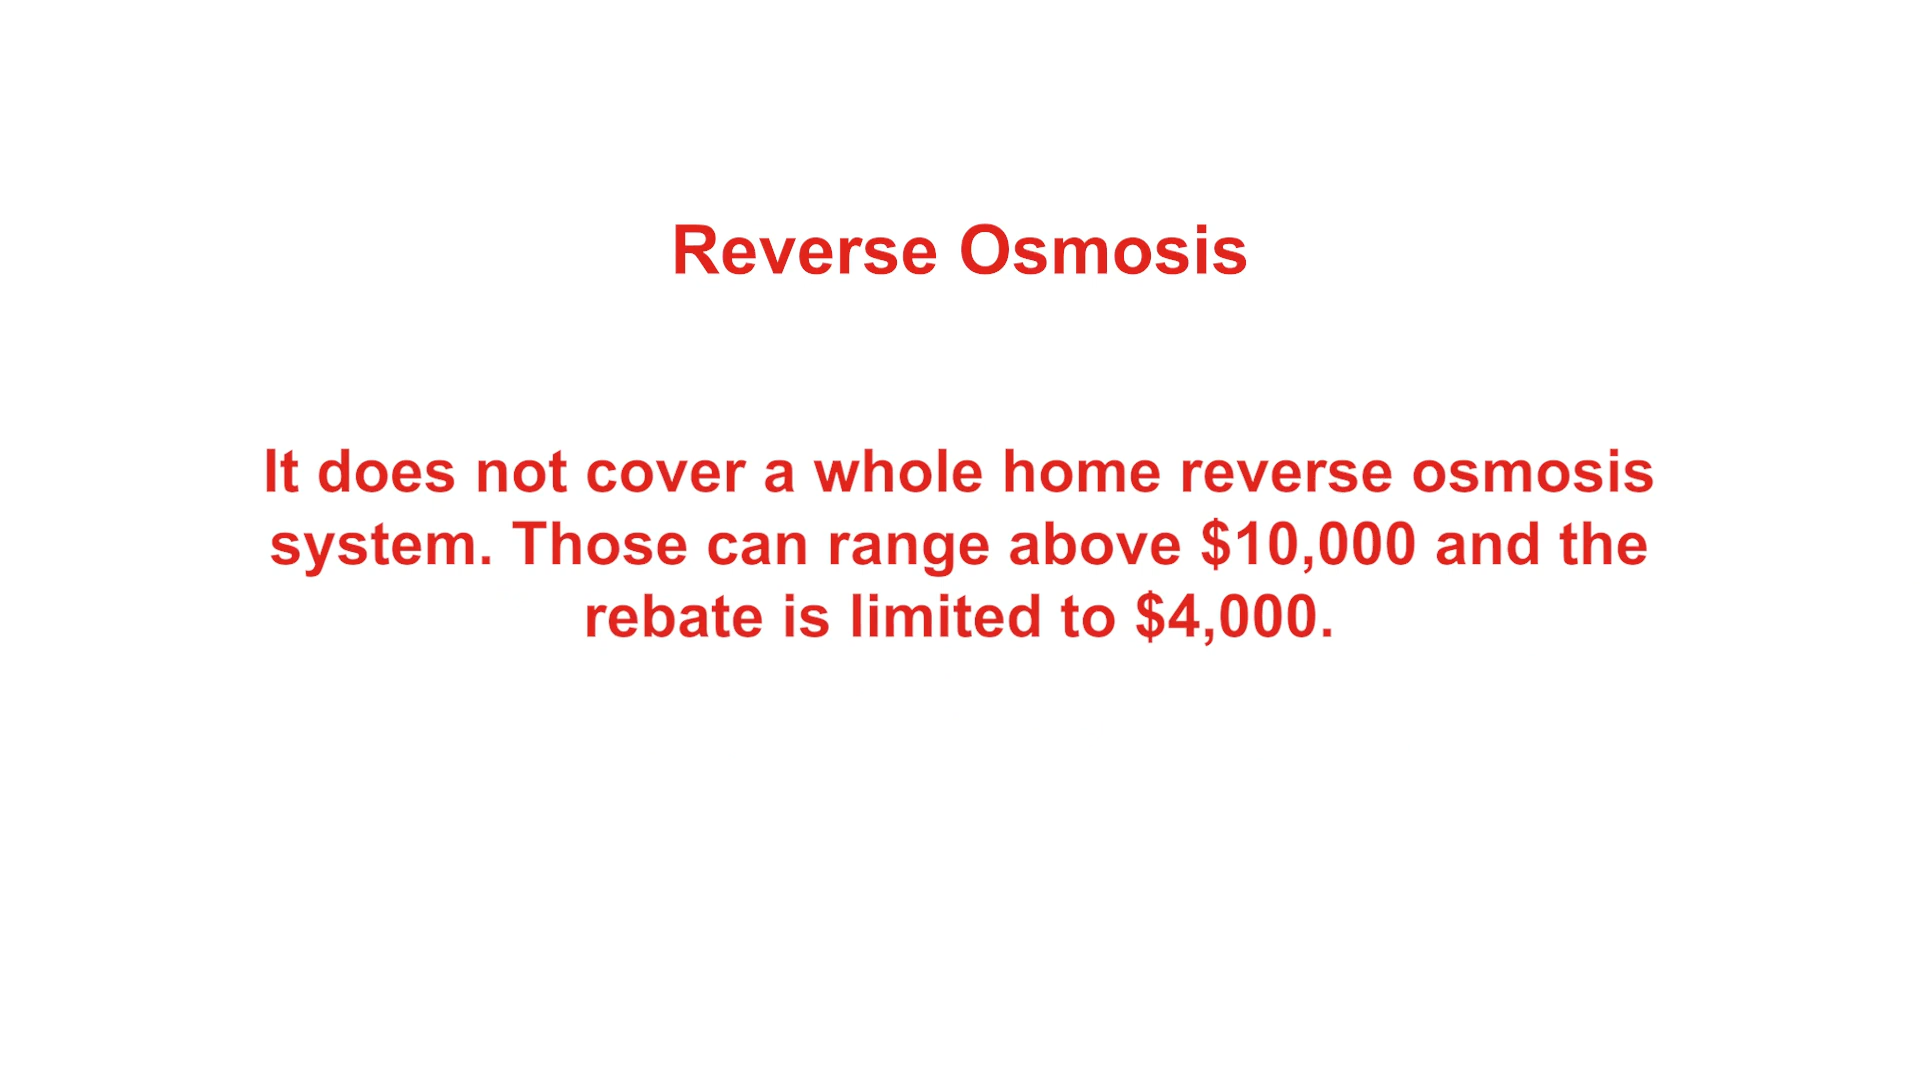 Reverse Osmosis
It does not cover a whole home reverse osmosis
system. Those can range above $10,000 and the
rebate is limited to $4,000.